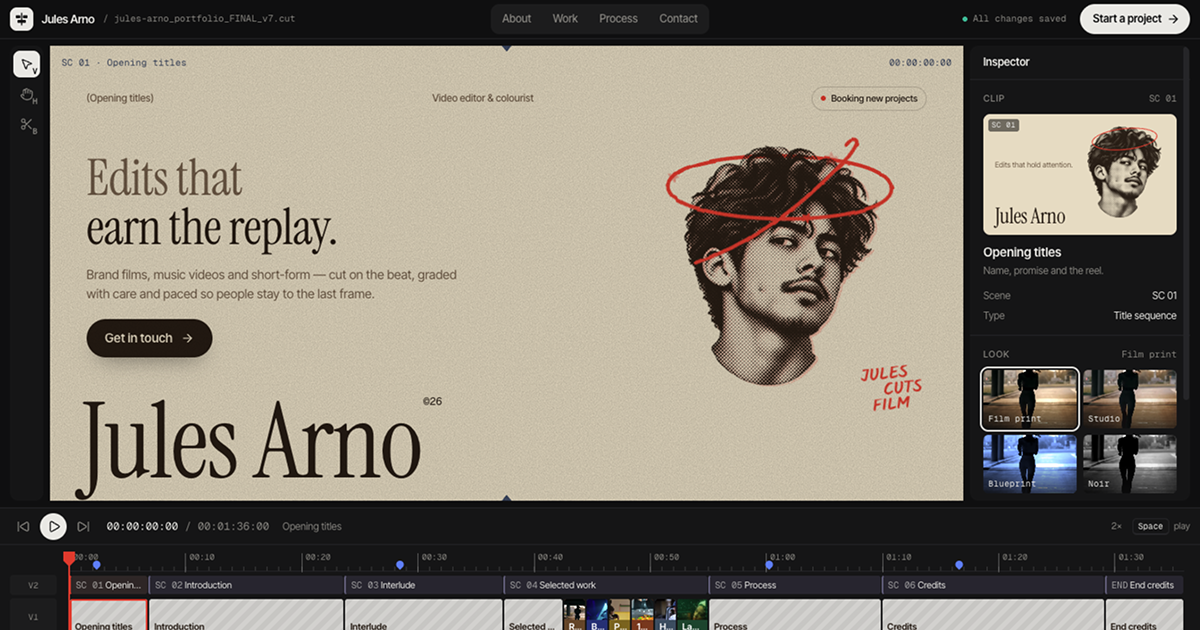 Jules Arno / jules-arno_portfolio_FINAL_v7.cut
About Work Process Contact
All changes saved
Start a project →
V
H
B
SC 01 · Opening titles
00:00:00:00
(Opening titles)
Video editor & colourist
Booking new projects
Edits that
earn the replay.
Brand films, music videos and short-form — cut on the beat, graded
with care and paced so people stay to the last frame.
Get in touch →
JULES
CUTS
FILM
©26
Jules Arno
Inspector
CLIP SC 01
SC 01
Edits that hold attention.
Jules Arno
Opening titles
Name, promise and the reel.
Scene SC 01
Type Title sequence
LOOK Film print
Film print
Studio
Blueprint
Noir
00:00:00:00 / 00:01:36:00 Opening titles
2× Space play
00:00 00:10 00:20 00:30 00:40 00:50 01:00 01:10 01:20 01:30
V2 SC 01 Openin... SC 02 Introduction SC 03 Interlude SC 04 Selected work SC 05 Process SC 06 Credits END End credits
V1 Opening titles Introduction Interlude Selected ... R... B... P... 1... H... La... Process Credits End credits